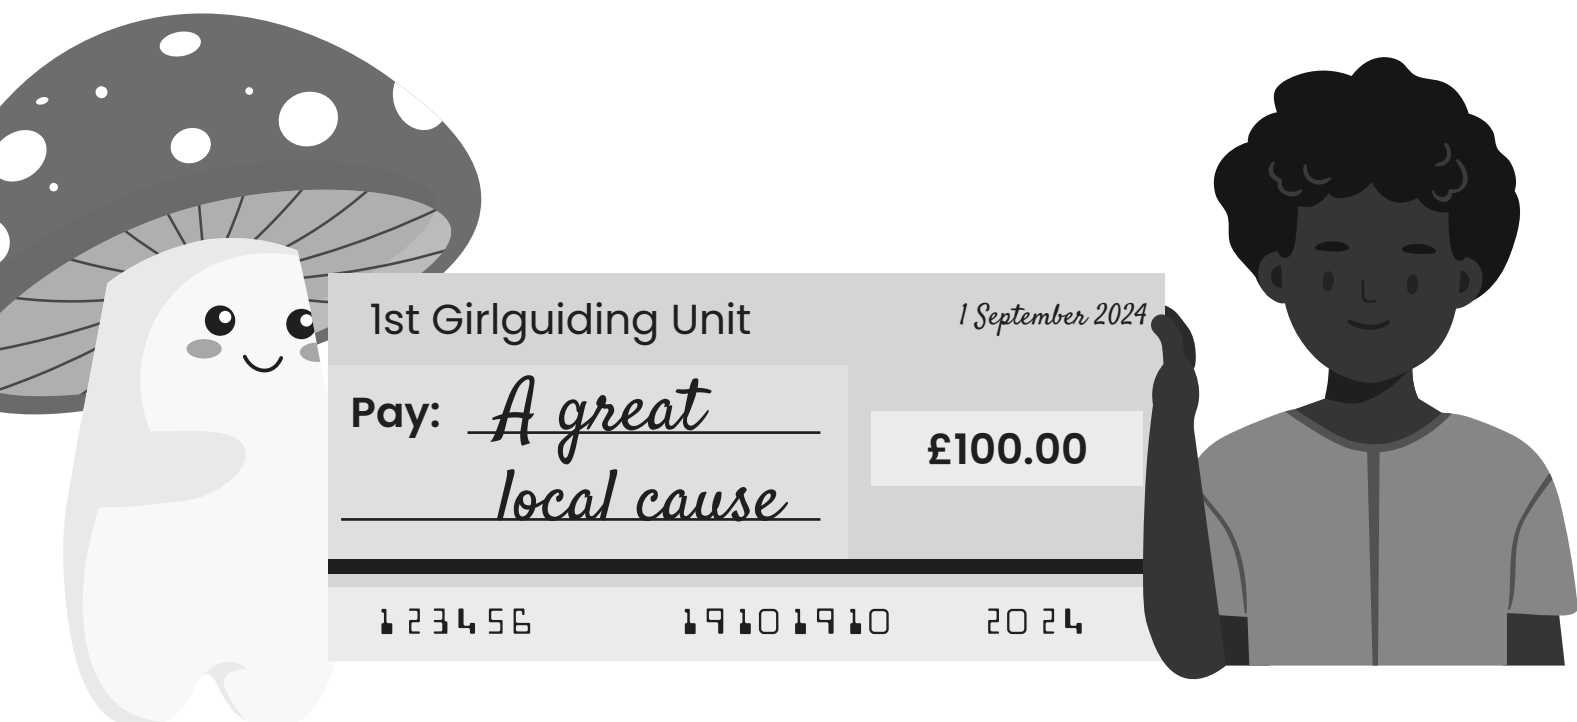 1st Girlguiding Unit
1 September 2024
Pay: A great
local cause
£100.00
123456 19101910 2024